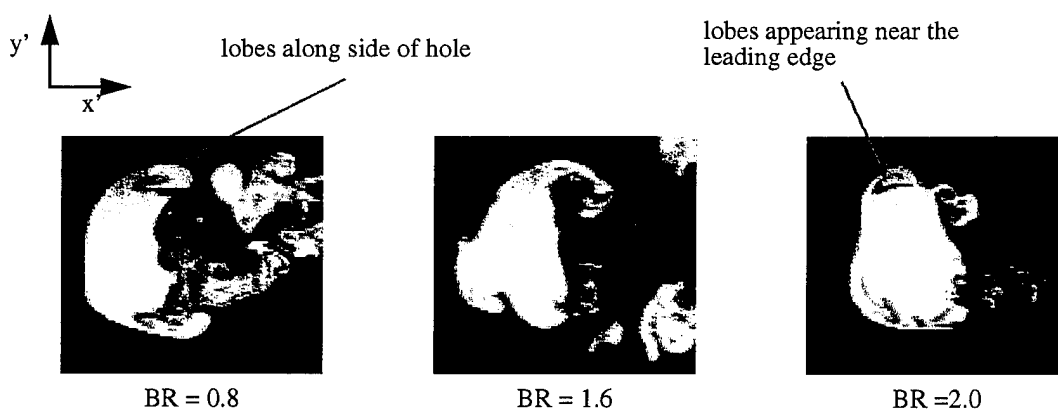 y'
x'
lobes along side of hole
lobes appearing near the
leading edge
BR = 0.8
BR = 1.6
BR =2.0